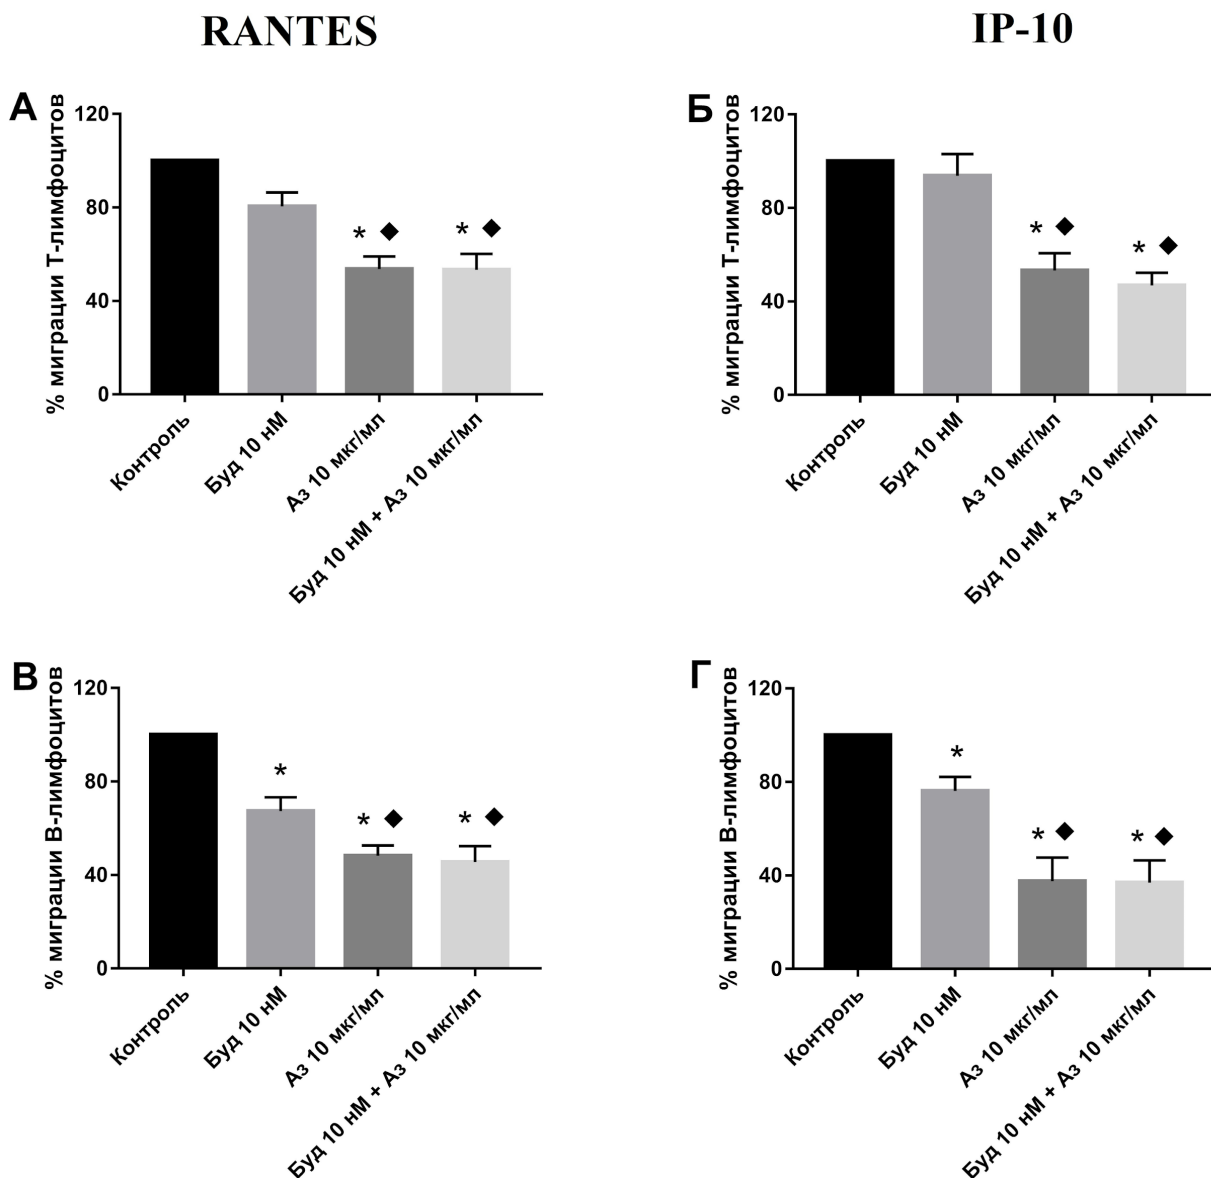 RANTES
IP-10
А
% миграции Т-лимфоцитов
120
80
40
0
* ◆
* ◆
Контроль
Буд 10 нМ
Аз 10 мкг/мл
Буд 10 нМ + Аз 10 мкг/мл
Б
% миграции Т-лимфоцитов
120
80
40
0
* ◆
* ◆
Контроль
Буд 10 нМ
Аз 10 мкг/мл
Буд 10 нМ + Аз 10 мкг/мл
В
% миграции В-лимфоцитов
120
80
40
0
*
* ◆
* ◆
Контроль
Буд 10 нМ
Аз 10 мкг/мл
Буд 10 нМ + Аз 10 мкг/мл
Г
% миграции В-лимфоцитов
120
80
40
0
*
* ◆
* ◆
Контроль
Буд 10 нМ
Аз 10 мкг/мл
Буд 10 нМ + Аз 10 мкг/мл